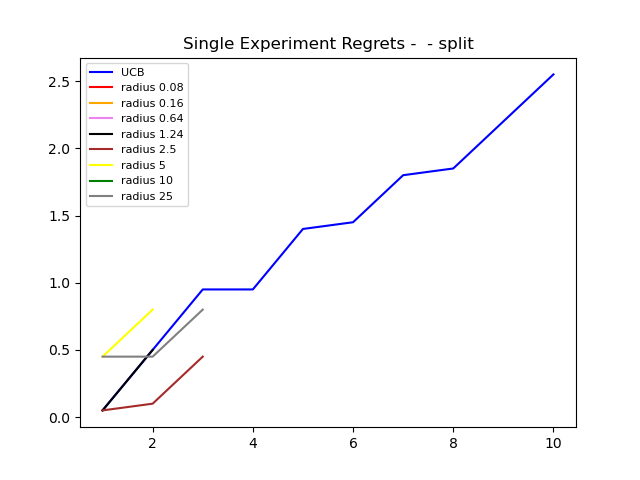 Single Experiment Regrets -  - split
UCB
radius 0.08
radius 0.16
radius 0.64
radius 1.24
radius 2.5
radius 5
radius 10
radius 25
2.5
2.0
1.5
1.0
0.5
0.0
2 4 6 8 10